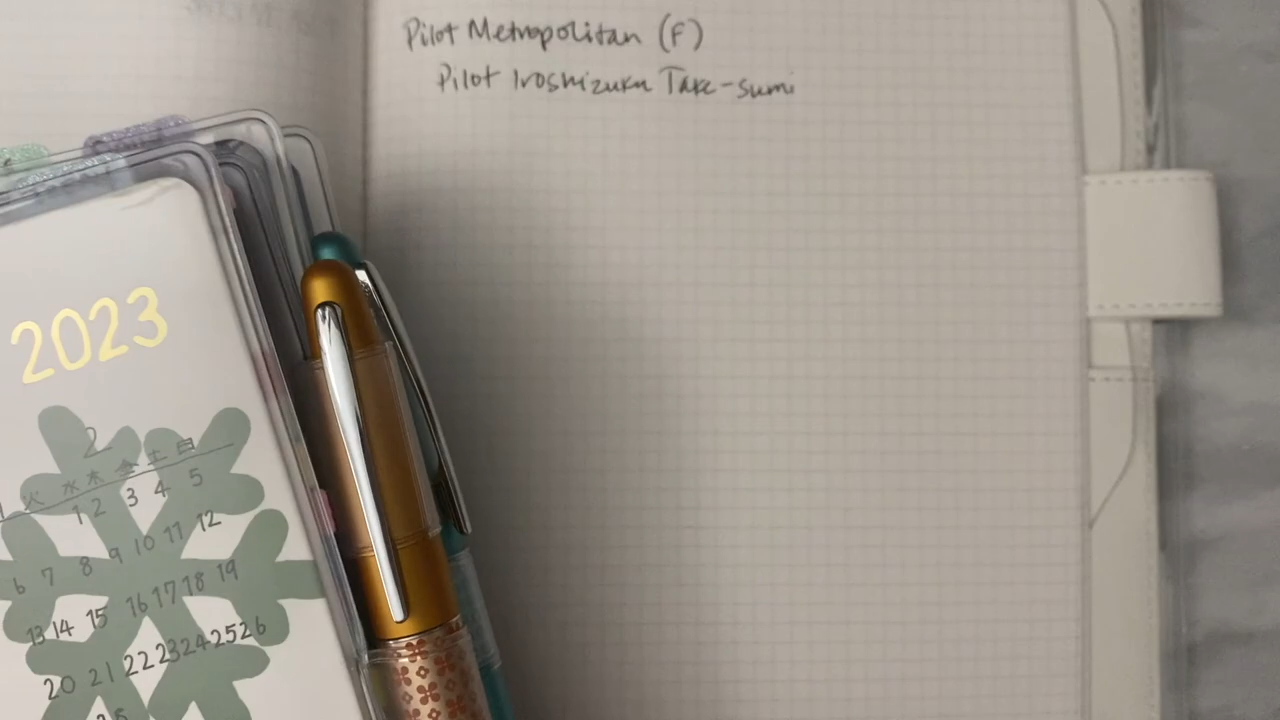 Pilot Metropolitan (F)
Pilot Iroshizuku Take-sumi
2023
2
火 水 木 金 土 日
1 2 3 4 5
6 7 8 9 10 11 12
13 14 15 16 17 18 19
20 21 22 23 24 25 26